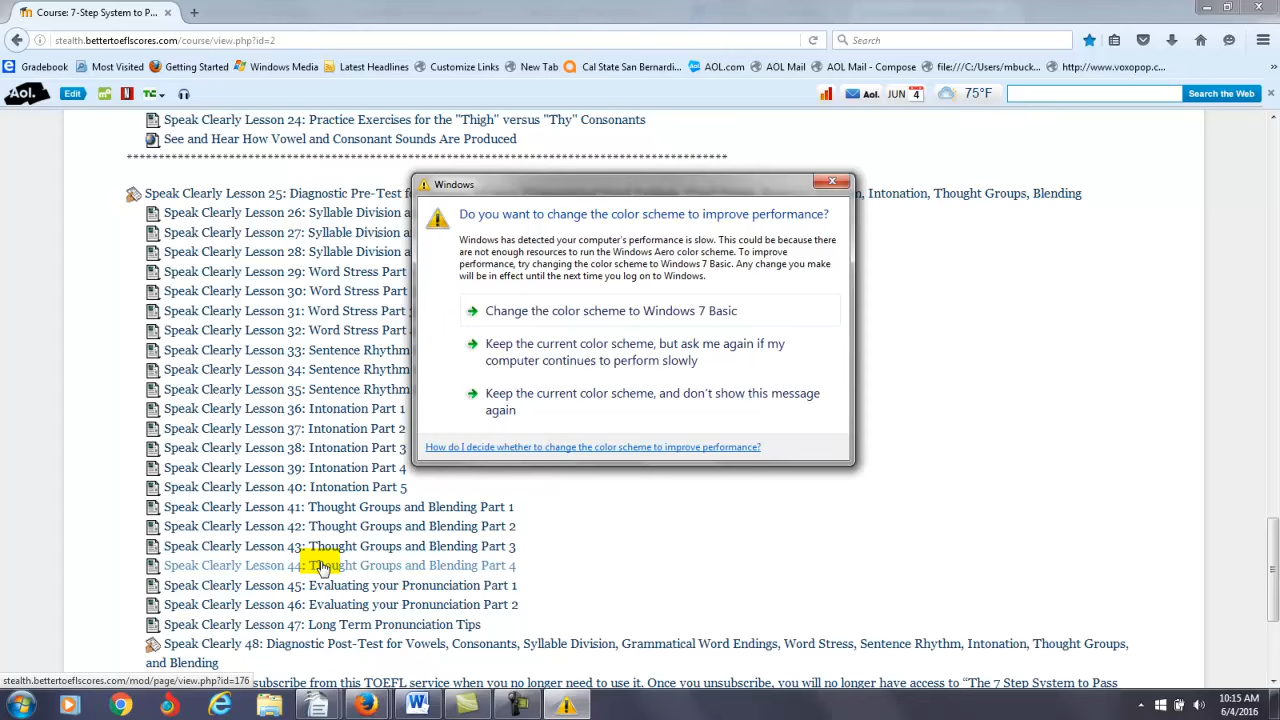 Course: 7-Step System to P...
stealth.bettertoeflscores.com/course/view.php?id=2
Search
Gradebook Most Visited Getting Started Windows Media Latest Headlines Customize Links New Tab Cal State San Bernardi... AOL.com AOL Mail AOL Mail - Compose file:///C:/Users/mbuck... http://www.voxopop.c...
Aol. Edit Aol. JUN 4 75°F Search the Web
Speak Clearly Lesson 24: Practice Exercises for the "Thigh" versus "Thy" Consonants
See and Hear How Vowel and Consonant Sounds Are Produced
Speak Clearly Lesson 25: Diagnostic Pre-Test f , Intonation, Thought Groups, Blending
Speak Clearly Lesson 26: Syllable Division a
Speak Clearly Lesson 27: Syllable Division
Speak Clearly Lesson 28: Syllable Division a
Speak Clearly Lesson 29: Word Stress Part
Speak Clearly Lesson 30: Word Stress Part
Speak Clearly Lesson 31: Word Stress Part
Speak Clearly Lesson 32: Word Stress Part
Speak Clearly Lesson 33: Sentence Rhythm
Speak Clearly Lesson 34: Sentence Rhythm
Speak Clearly Lesson 35: Sentence Rhythm
Speak Clearly Lesson 36: Intonation Part 1
Speak Clearly Lesson 37: Intonation Part 2
Speak Clearly Lesson 38: Intonation Part 3
Speak Clearly Lesson 39: Intonation Part 4
Speak Clearly Lesson 40: Intonation Part 5
Speak Clearly Lesson 41: Thought Groups and Blending Part 1
Speak Clearly Lesson 42: Thought Groups and Blending Part 2
Speak Clearly Lesson 43: Thought Groups and Blending Part 3
Speak Clearly Lesson 44: Thought Groups and Blending Part 4
Speak Clearly Lesson 45: Evaluating your Pronunciation Part 1
Speak Clearly Lesson 46: Evaluating your Pronunciation Part 2
Speak Clearly Lesson 47: Long Term Pronunciation Tips
Speak Clearly 48: Diagnostic Post-Test for Vowels, Consonants, Syllable Division, Grammatical Word Endings, Word Stress, Sentence Rhythm, Intonation, Thought Groups,
and Blending
stealth.bettertoeflscores.com/mod/page/view.php?id=176
subscribe from this TOEFL service when you no longer need to use it. Once you unsubscribe, you will no longer have access to "The 7 Step System to Pass
Windows
Do you want to change the color scheme to improve performance?
Windows has detected your computer's performance is slow. This could be because there
are not enough resources to run the Windows Aero color scheme. To improve
performance, try changing the color scheme to Windows 7 Basic. Any change you make
will be in effect until the next time you log on to Windows.
Change the color scheme to Windows 7 Basic
Keep the current color scheme, but ask me again if my
computer continues to perform slowly
Keep the current color scheme, and don't show this message
again
How do I decide whether to change the color scheme to improve performance?
10:15 AM
6/4/2016